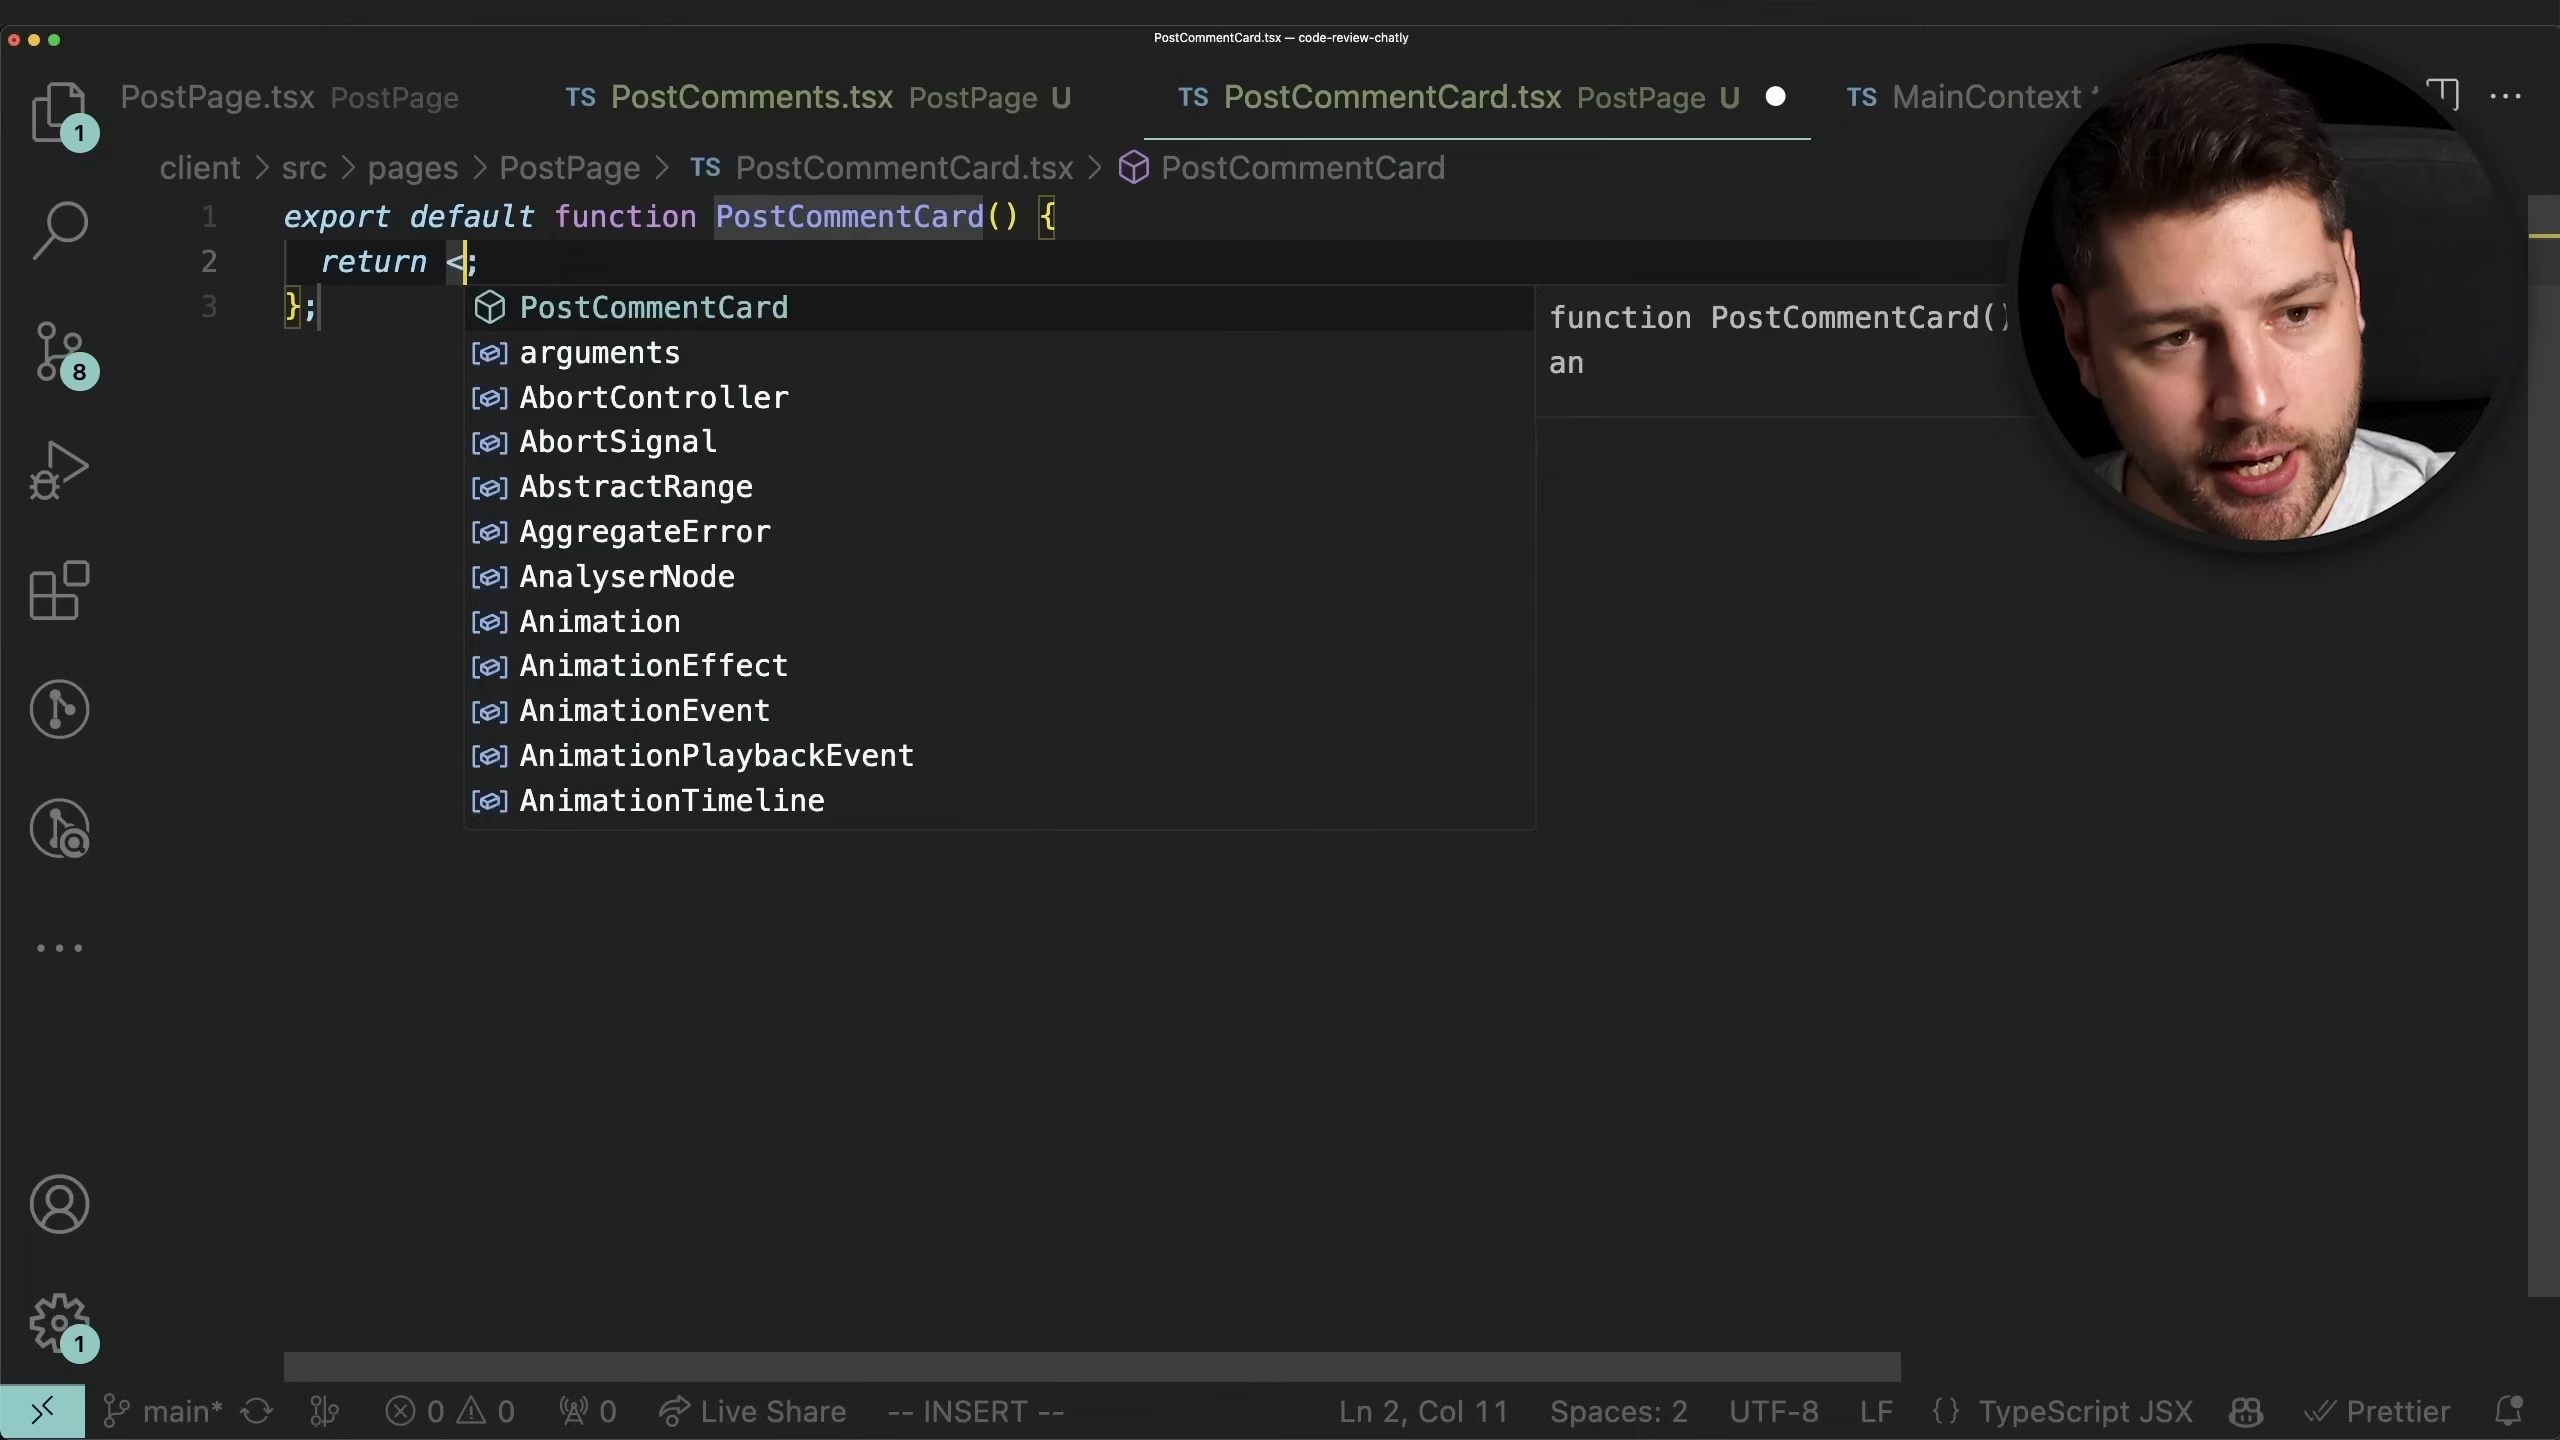 PostCommentCard.tsx — code-review-chatly
PostPage.tsx PostPage TS PostComments.tsx PostPage U TS PostCommentCard.tsx PostPage U TS MainContext ...
client > src > pages > PostPage > TS PostCommentCard.tsx > PostCommentCard
1 export default function PostCommentCard() {
2 return <;
3 };
PostCommentCard
arguments
AbortController
AbortSignal
AbstractRange
AggregateError
AnalyserNode
Animation
AnimationEffect
AnimationEvent
AnimationPlaybackEvent
AnimationTimeline
function PostCommentCard()
an
1
8
1
main* 0 0 0 Live Share -- INSERT -- Ln 2, Col 11 Spaces: 2 UTF-8 LF {} TypeScript JSX Prettier